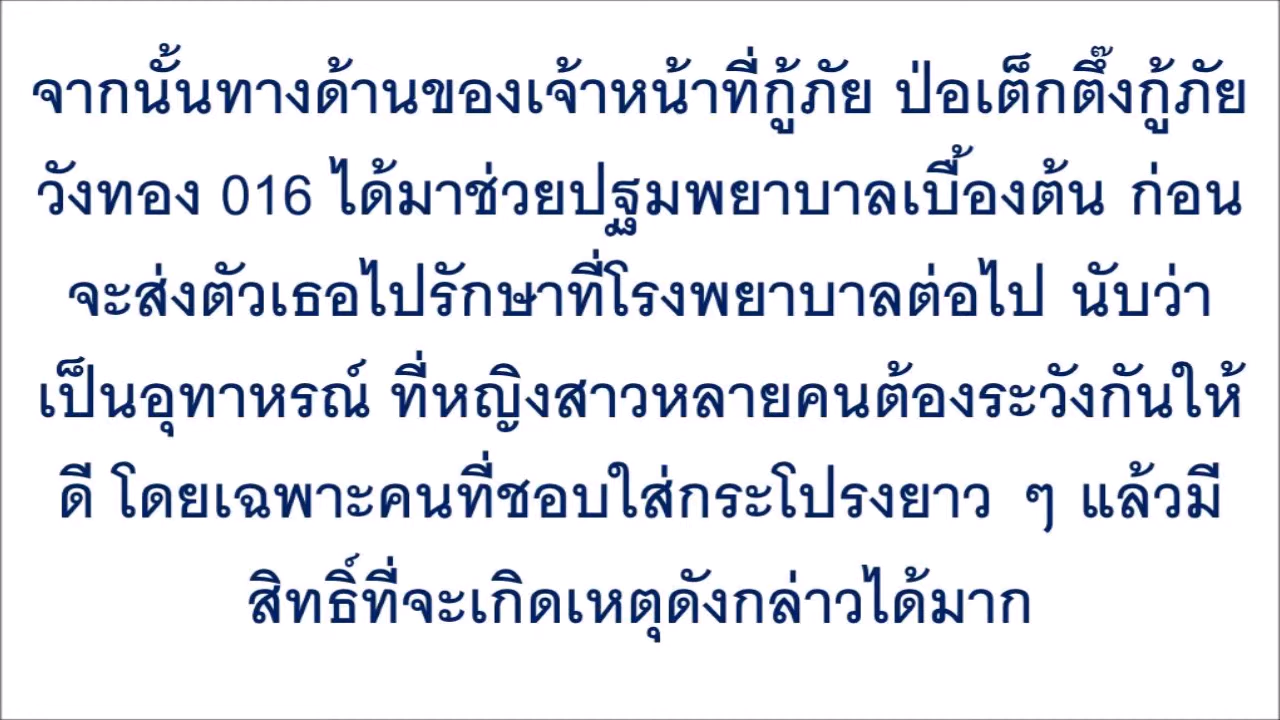 จากนั้นทางด้านของเจ้าหน้าที่กู้ภัย ป่อเต็กตึ๊งกู้ภัย
วังทอง 016 ได้มาช่วยปฐมพยาบาลเบื้องต้น ก่อน
จะส่งตัวเธอไปรักษาที่โรงพยาบาลต่อไป นับว่า
เป็นอุทาหรณ์ ที่หญิงสาวหลายคนต้องระวังกันให้
ดี โดยเฉพาะคนที่ชอบใส่กระโปรงยาว ๆ แล้วมี
สิทธิ์ที่จะเกิดเหตุดังกล่าวได้มาก